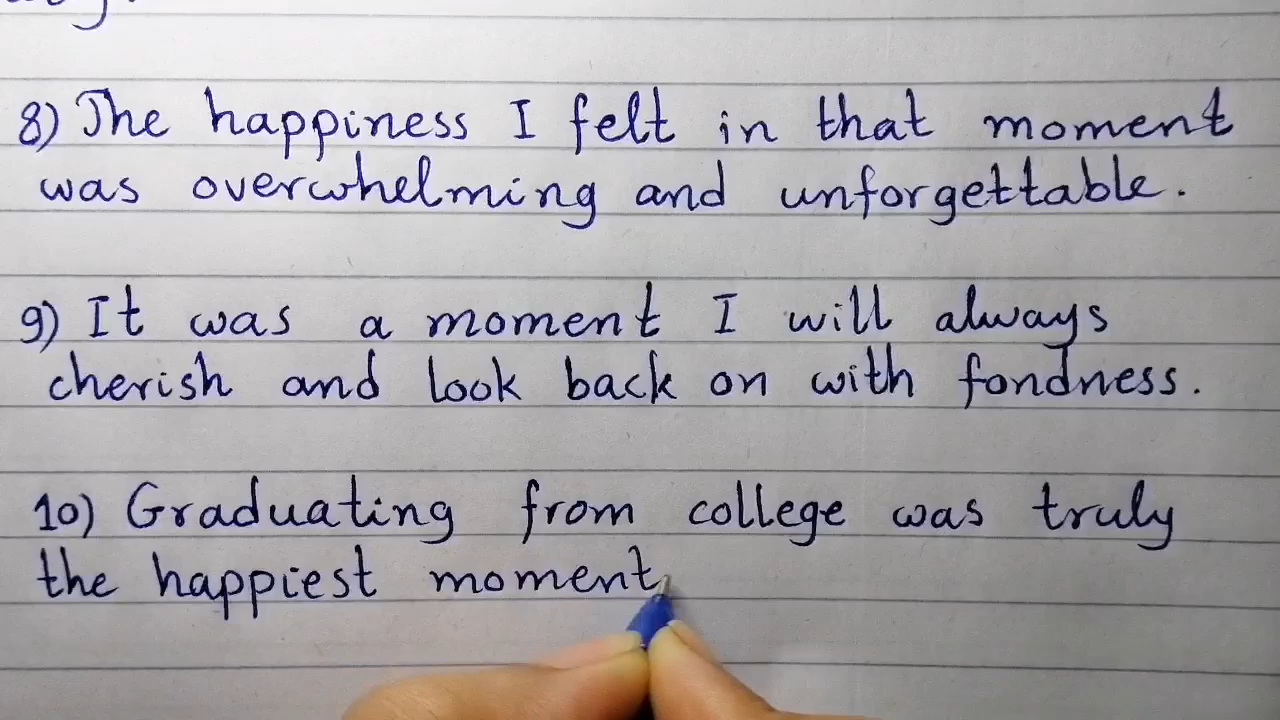 8) The happiness I felt in that moment
was overwhelming and unforgettable.
9) It was a moment I will always
cherish and look back on with fondness.
10) Graduating from college was truly
the happiest moment